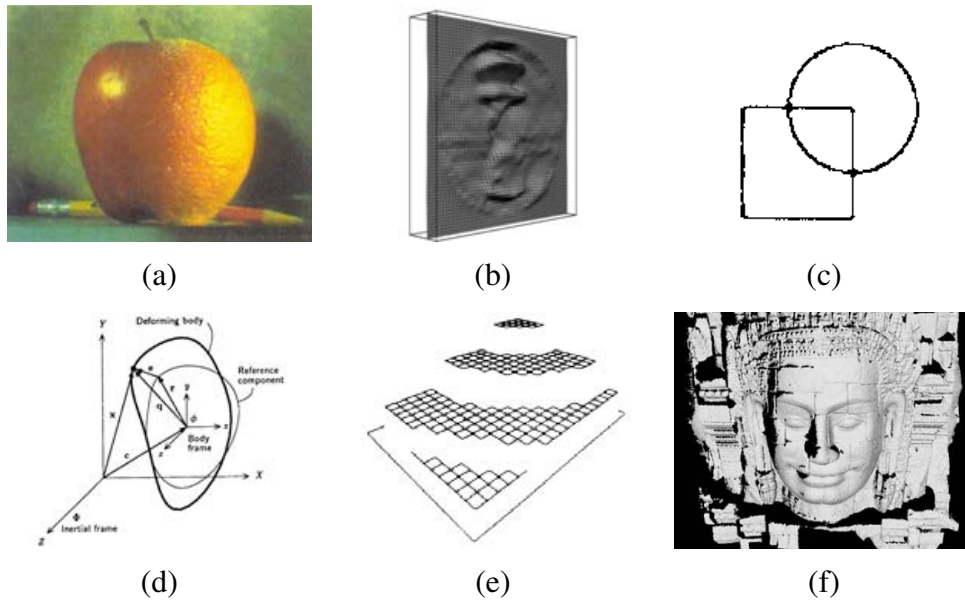 (a)
(b)
(c)
Y
Deforming body
Reference
component
e
r
y
x
q
ϕ
x
Body
frame
z
c
X
Φ
Inertial frame
Z
(d)
(e)
(f)